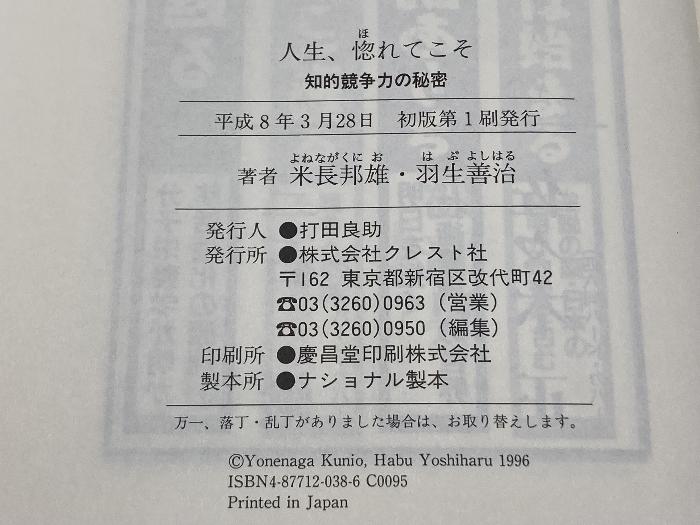 人生、惚れてこそ
ほ
知的競争力の秘密
平成8年3月28日 初版第1刷発行
よねながくにお はぶよしはる
著者 米長邦雄・羽生善治
発行人 ●打田良助
発行所 ●株式会社クレスト社
〒162 東京都新宿区改代町42
☎03(3260)0963(営業)
☎03(3260)0950(編集)
印刷所 ●慶昌堂印刷株式会社
製本所 ●ナショナル製本
万一、落丁・乱丁がありました場合は、お取り替えします。
©Yonenaga Kunio, Habu Yoshiharu 1996
ISBN4-87712-038-6 C0095
Printed in Japan